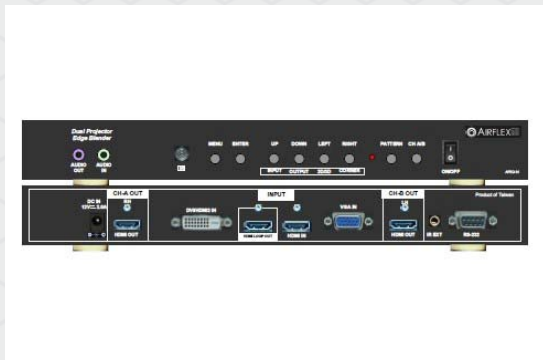 Dual Projector
Edge Blender
AIRFLEX
AUDIO OUT
AUDIO IN
MENU
ENTER
UP
DOWN
LEFT
RIGHT
PATTERN
CH A/B
INPUT
OUTPUT
CORNER
ON/OFF
DC IN
CH-A OUT
INPUT
CH-B OUT
Product of Taiwan
HDMI OUT
HDMI LOOP OUT
HDMI IN
VGA IN
HDMI OUT
IR EXT
RS-232